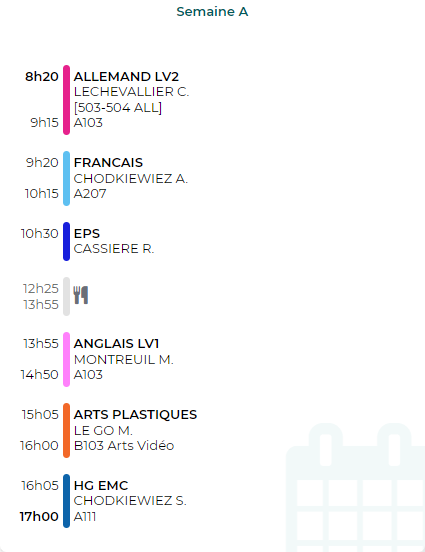 Semaine A
8h20 ALLEMAND LV2
LECHEVALLIER C.
[503-504 ALL]
9h15 A103
9h20 FRANCAIS
CHODKIEWIEZ A.
10h15 A207
10h30 EPS
CASSIERE R.
12h25
13h55
13h55 ANGLAIS LV1
MONTREUIL M.
14h50 A103
15h05 ARTS PLASTIQUES
LE GO M.
16h00 B103 Arts Vidéo
16h05 HG EMC
CHODKIEWIEZ S.
17h00 A111